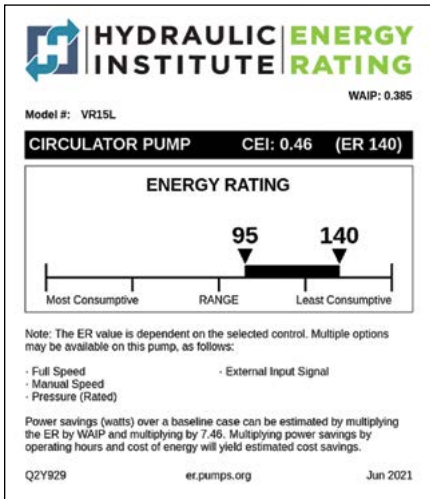 HYDRAULIC ENERGY
INSTITUTE RATING
WAIP: 0.385
Model #: VR15L
CIRCULATOR PUMP CEI: 0.46 (ER 140)
ENERGY RATING
95 140
Most Consumptive RANGE Least Consumptive
Note: The ER value is dependent on the selected control. Multiple options
may be available on this pump, as follows:
· Full Speed · External Input Signal
· Manual Speed
· Pressure (Rated)
Power savings (watts) over a baseline case can be estimated by multiplying
the ER by WAIP and multiplying by 7.46. Multiplying power savings by
operating hours and cost of energy will yield estimated cost savings.
Q2Y929 er.pumps.org Jun 2021